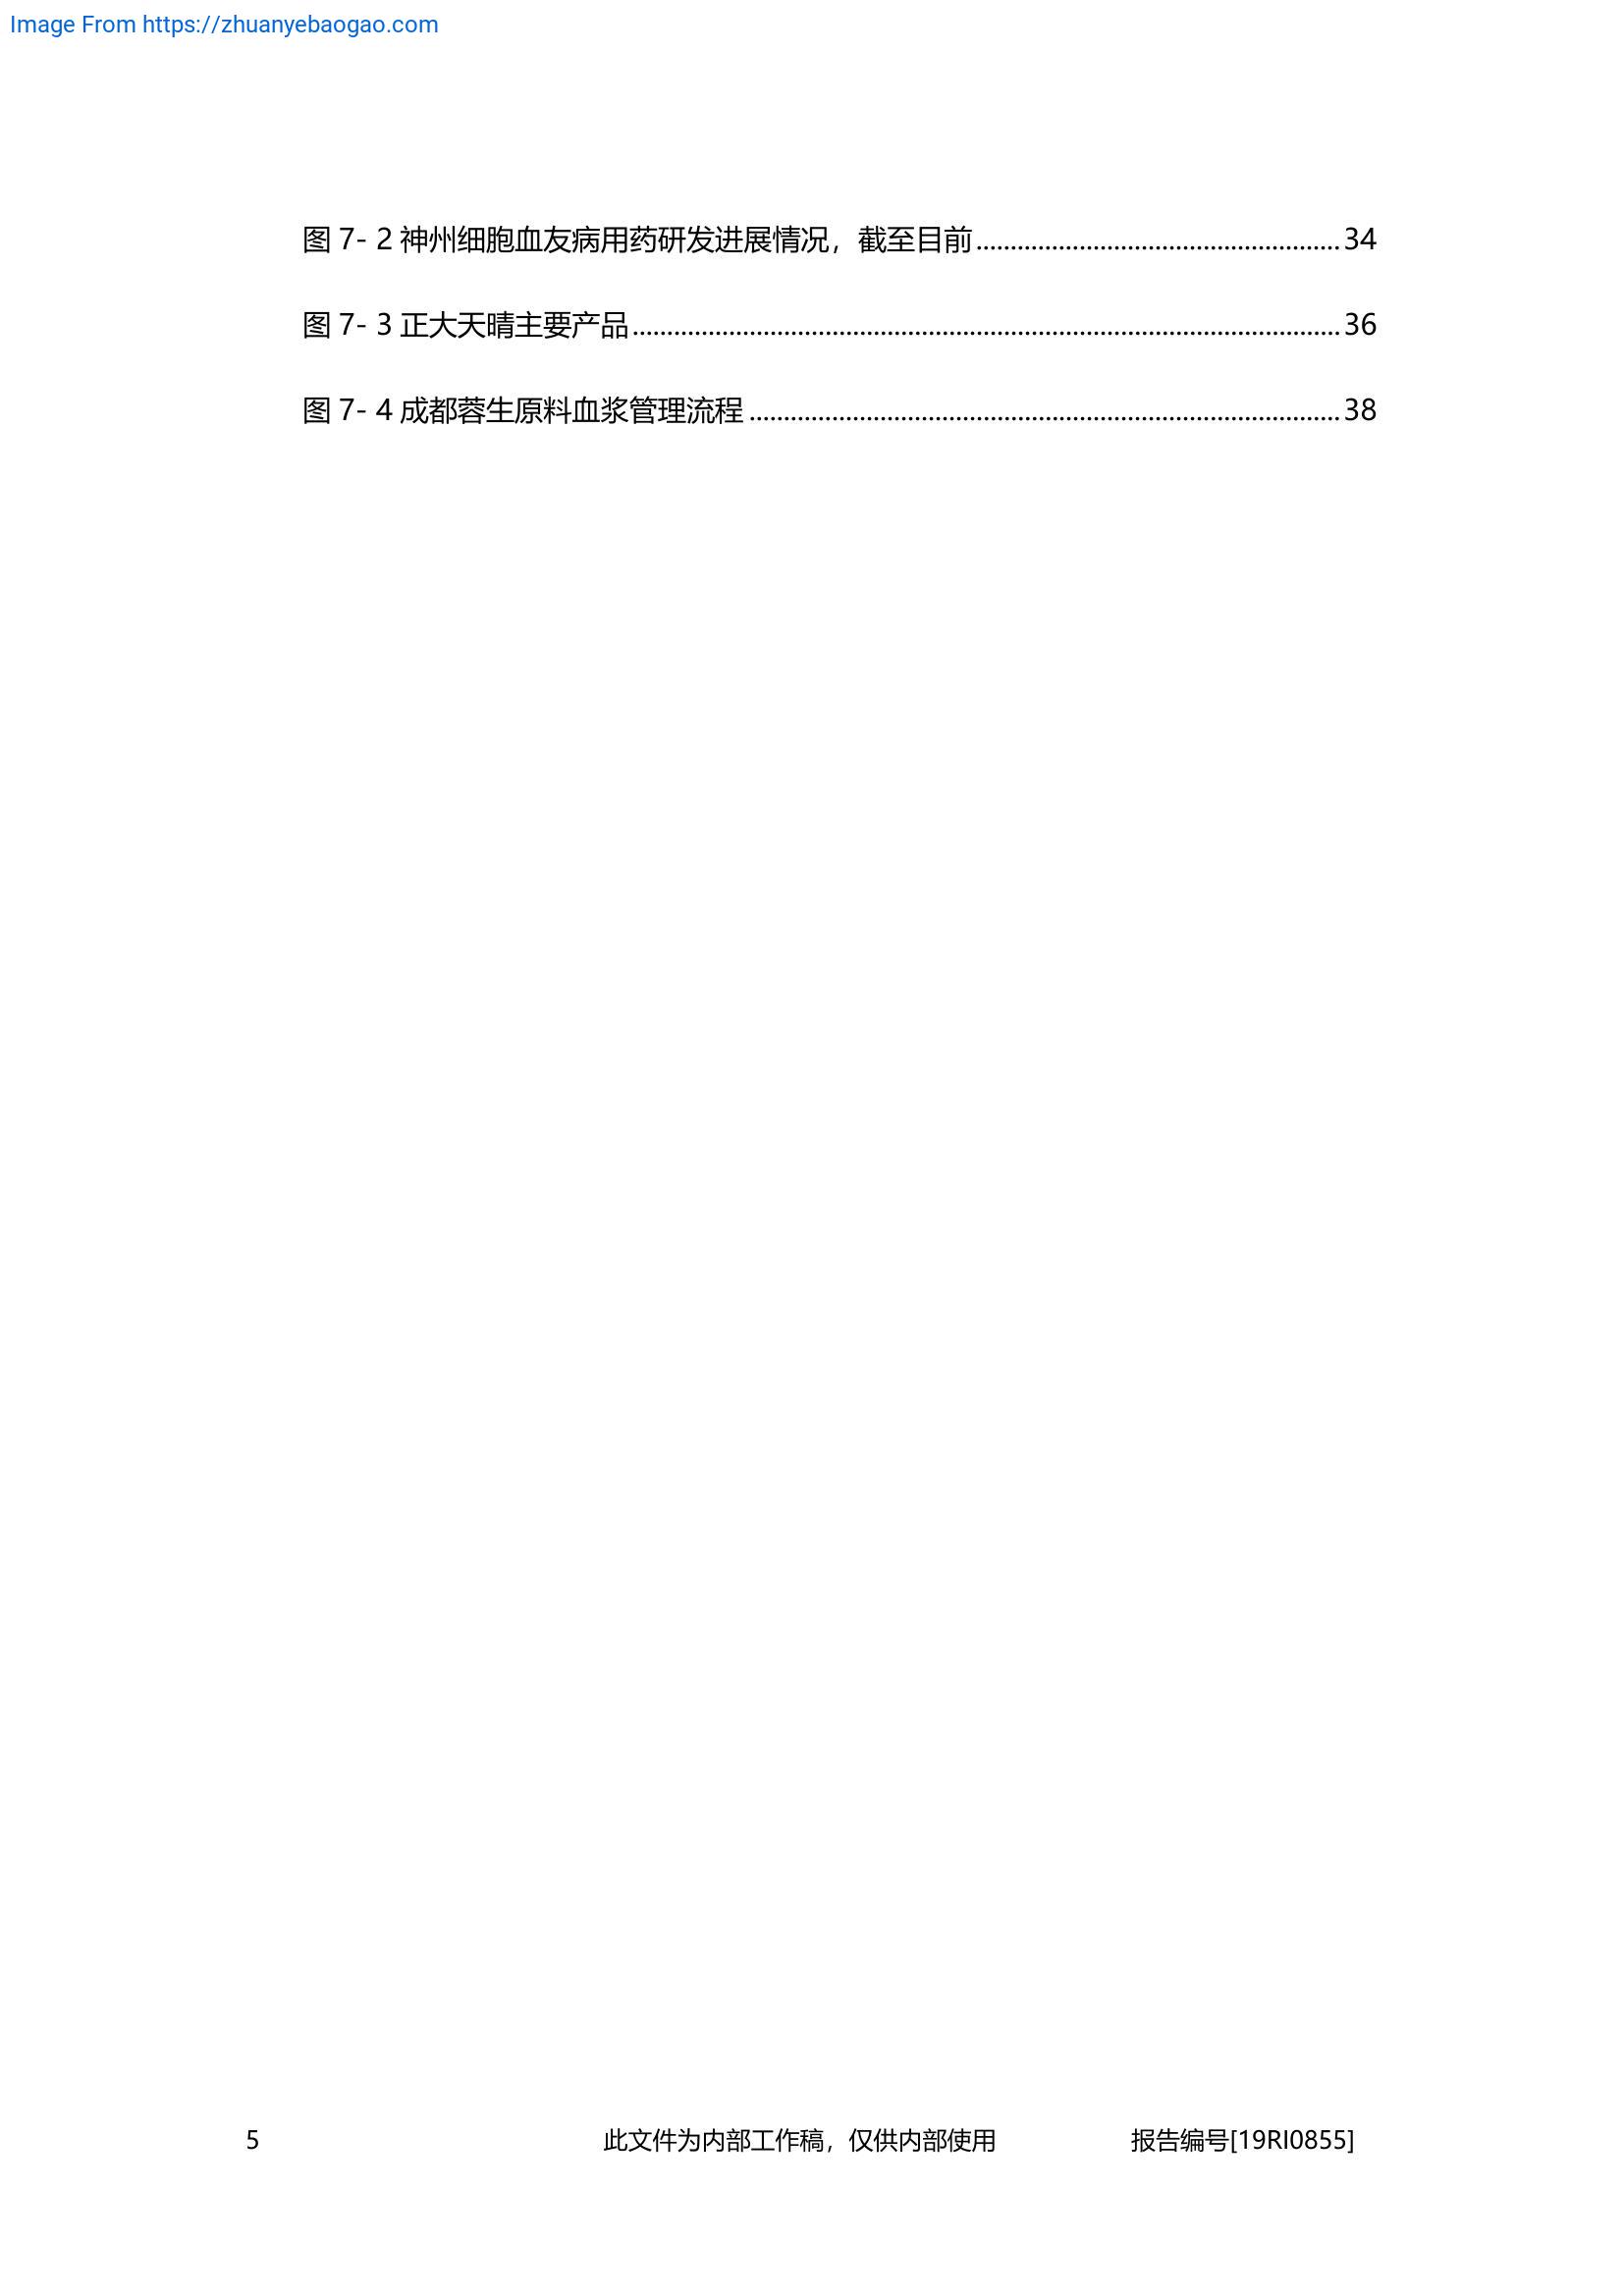 Image From https://zhuanyebaogao.com
图 7- 2 神州细胞血友病用药研发进展情况，截至目前..................................................... 34
图 7- 3 正大天晴主要产品....................................................................................................... 36
图 7- 4 成都蓉生原料血浆管理流程 ...................................................................................... 38
5 此文件为内部工作稿，仅供内部使用 报告编号[19RI0855]